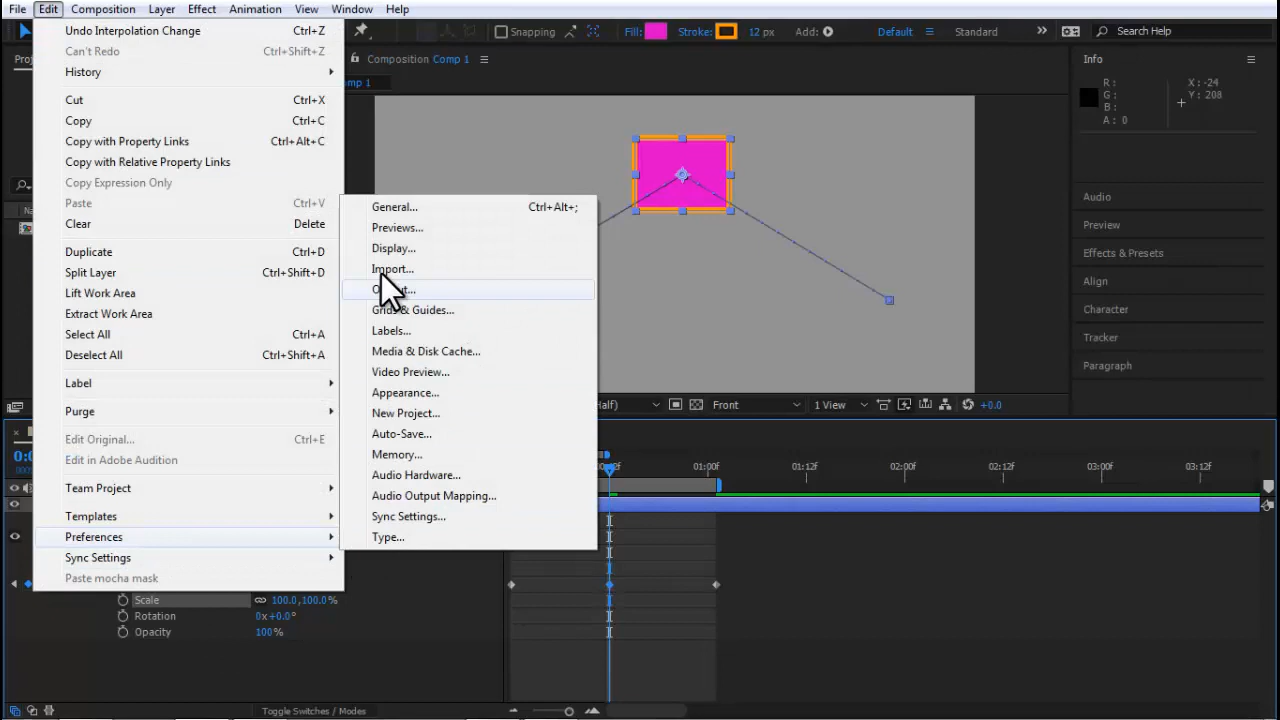 File Edit Composition Layer Effect Animation View Window Help
Snapping Fill: Stroke: 12 px Add: Default Standard Search Help
Composition Comp 1
Undo Interpolation Change Ctrl+Z
Can't Redo Ctrl+Shift+Z
History
Cut Ctrl+X
Copy Ctrl+C
Copy with Property Links Ctrl+Alt+C
Copy with Relative Property Links
Copy Expression Only
Paste Ctrl+V
Clear Delete
Duplicate Ctrl+D
Split Layer Ctrl+Shift+D
Lift Work Area
Extract Work Area
Select All Ctrl+A
Deselect All Ctrl+Shift+A
Label
Purge
Edit Original... Ctrl+E
Edit in Adobe Audition
Team Project
Templates
Preferences
Sync Settings
Paste mocha mask
General... Ctrl+Alt+;
Previews...
Display...
Import...
Grids & Guides...
Labels...
Media & Disk Cache...
Video Preview...
Appearance...
New Project...
Auto-Save...
Memory...
Audio Hardware...
Audio Output Mapping...
Sync Settings...
Type...
Info
R: X: -24
G: Y: 208
B:
A: 0
Audio
Preview
Effects & Presets
Align
Character
Tracker
Paragraph
Half) Front 1 View +0.0
01:00f 01:12f 02:00f 02:12f 03:00f 03:12f
Scale 100.0,100.0%
Rotation 0x+0.0°
Opacity 100%
Toggle Switches / Modes